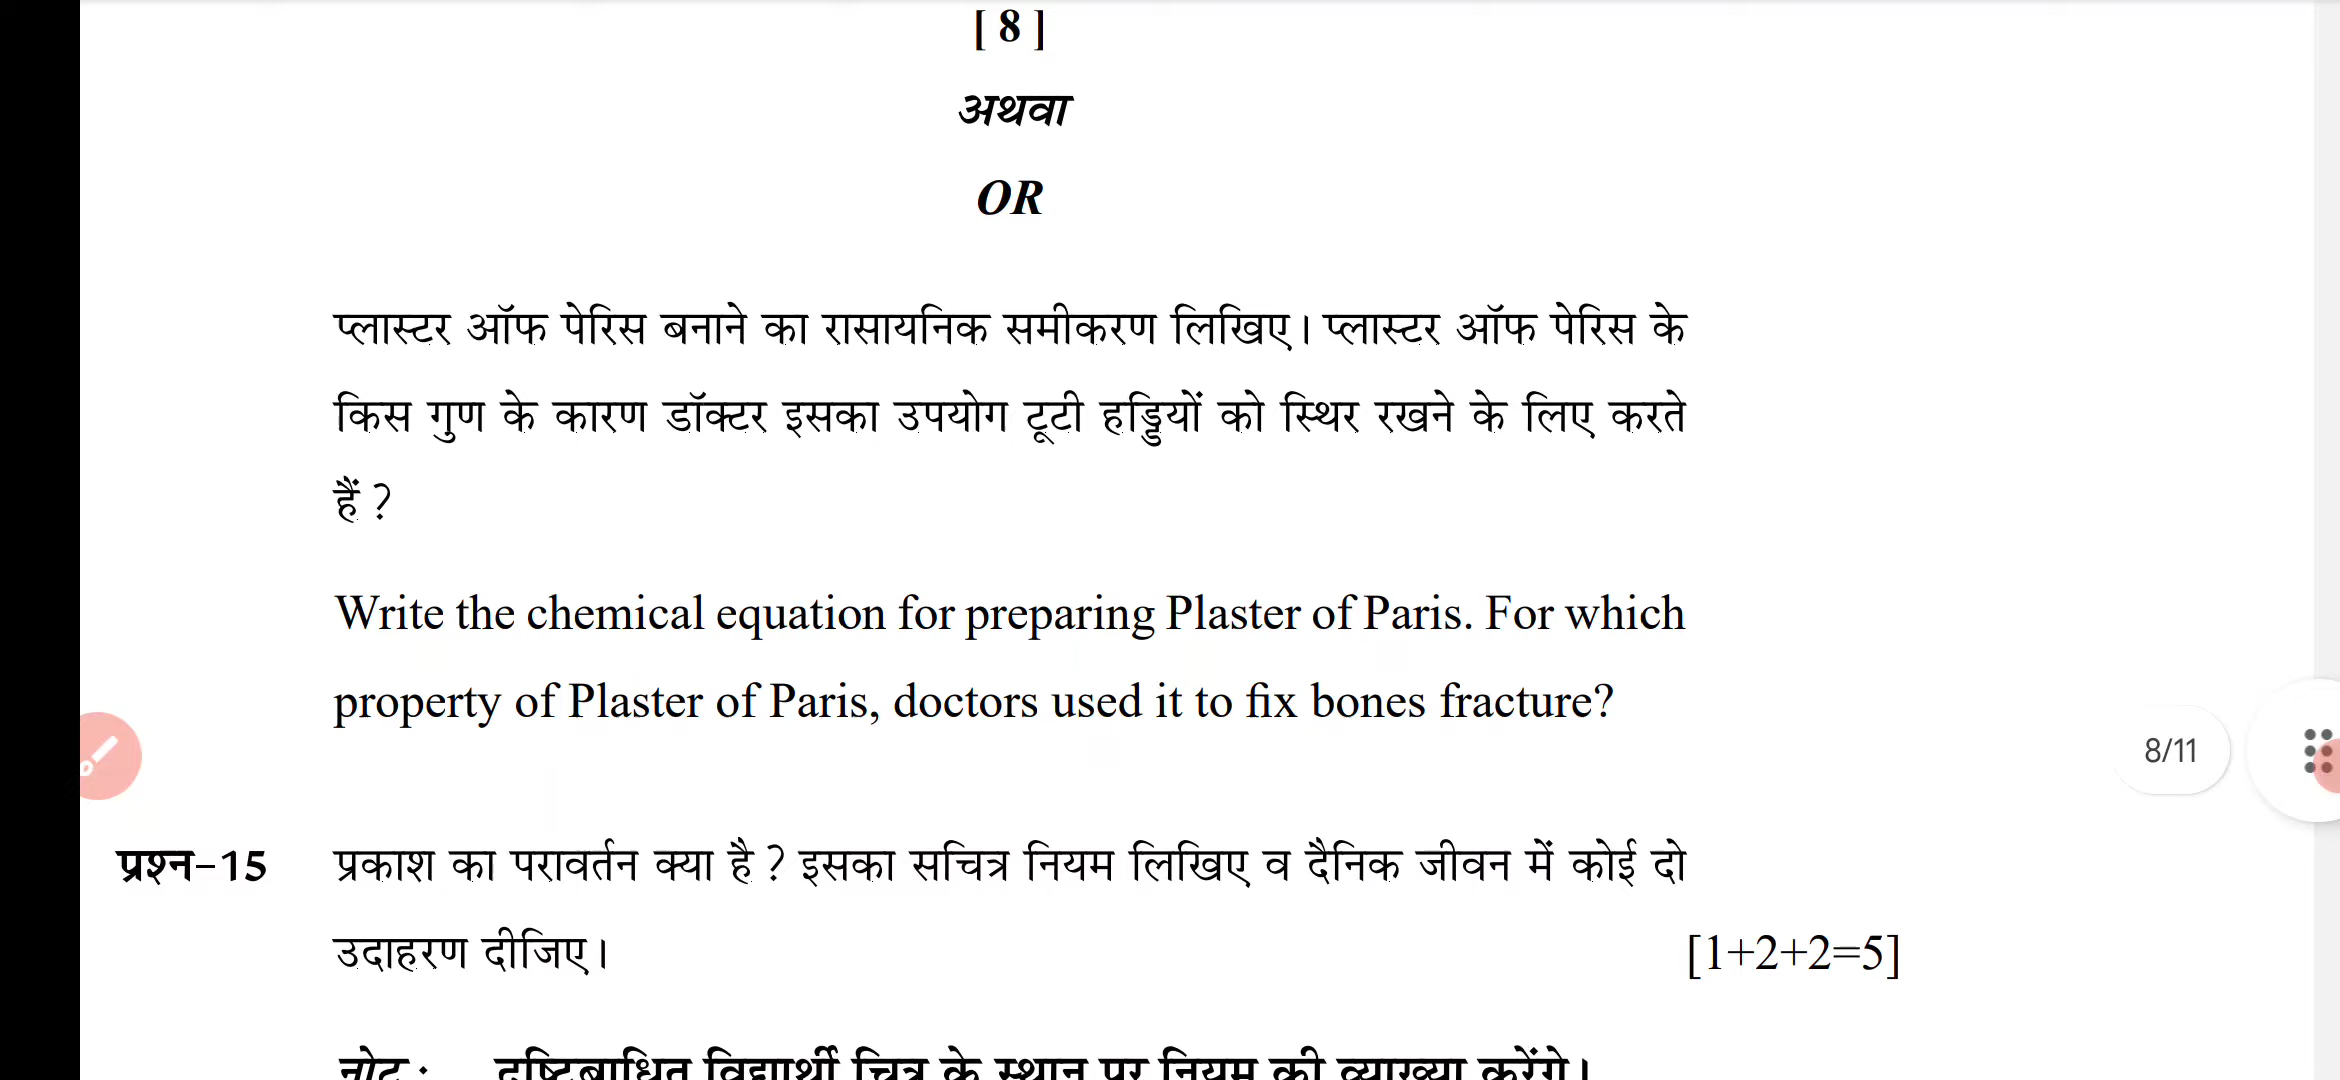 [ 8 ]
अथवा
OR
प्लास्टर ऑफ पेरिस बनाने का रासायनिक समीकरण लिखिए। प्लास्टर ऑफ पेरिस के
किस गुण के कारण डॉक्टर इसका उपयोग टूटी हड्डियों को स्थिर रखने के लिए करते
हैं ?
Write the chemical equation for preparing Plaster of Paris. For which
property of Plaster of Paris, doctors used it to fix bones fracture?
8/11
प्रश्न-15 प्रकाश का परावर्तन क्या है ? इसका सचित्र नियम लिखिए व दैनिक जीवन में कोई दो
उदाहरण दीजिए। [1+2+2=5]
नोट : दृष्टिबाधित विद्यार्थी चित्र के स्थान पर नियम की व्याख्या करेंगे।